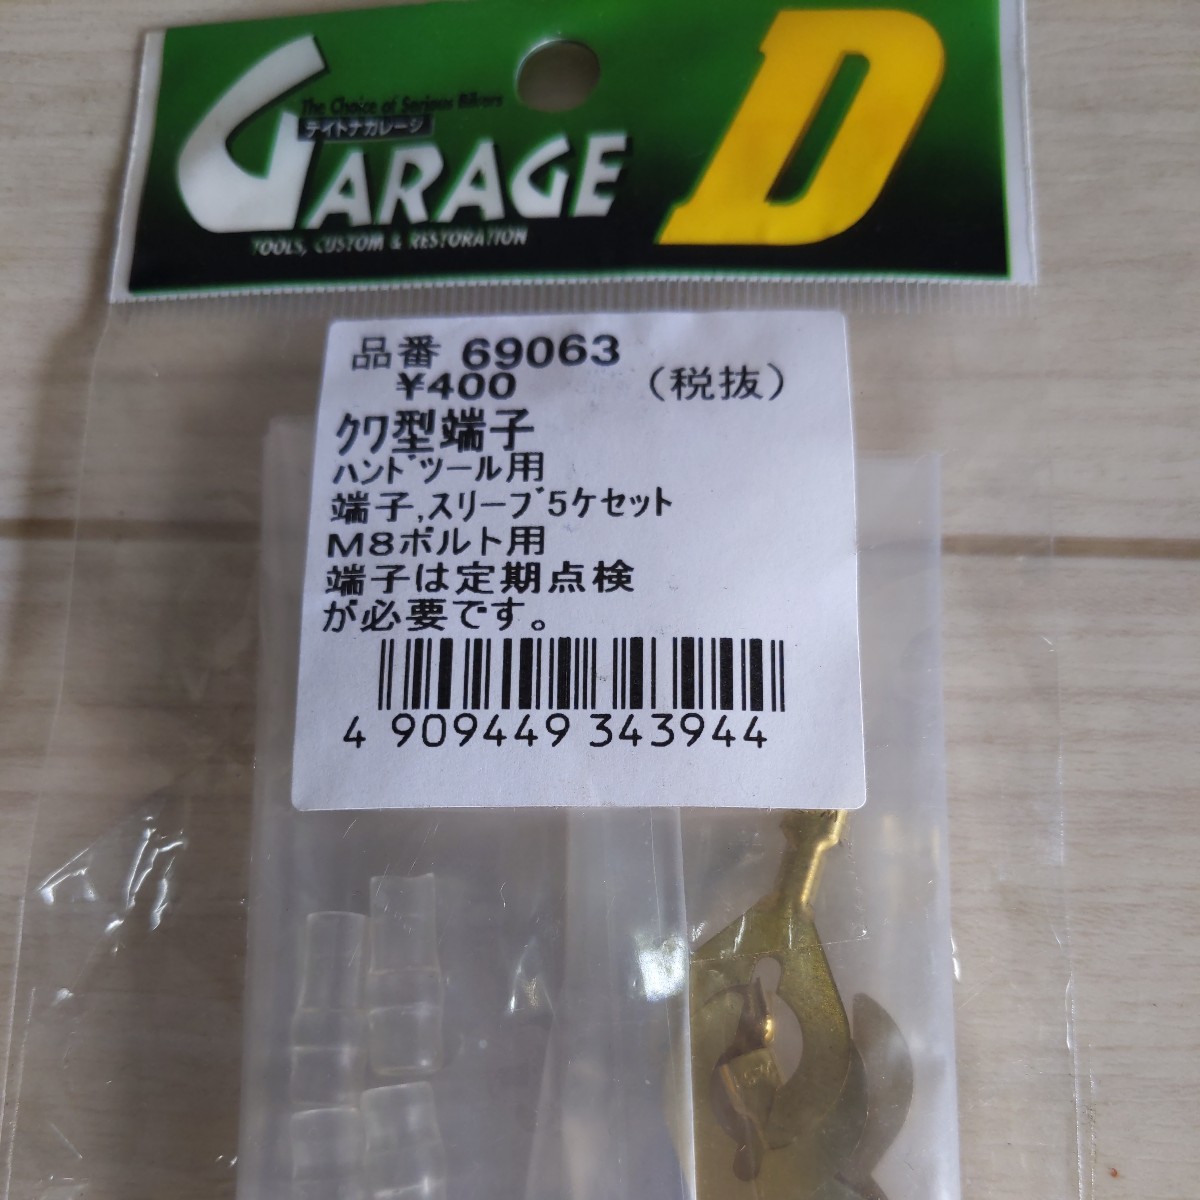 The Choice of Serious Bikers
デイトナガレージ
GARAGE D
TOOLS, CUSTOM & RESTORATION
品番 69063
¥400 (税抜)
クワ型端子
ハンドツール用
端子,スリーブ5ケセット
M8ボルト用
端子は定期点検
が必要です。
4 909449 343944